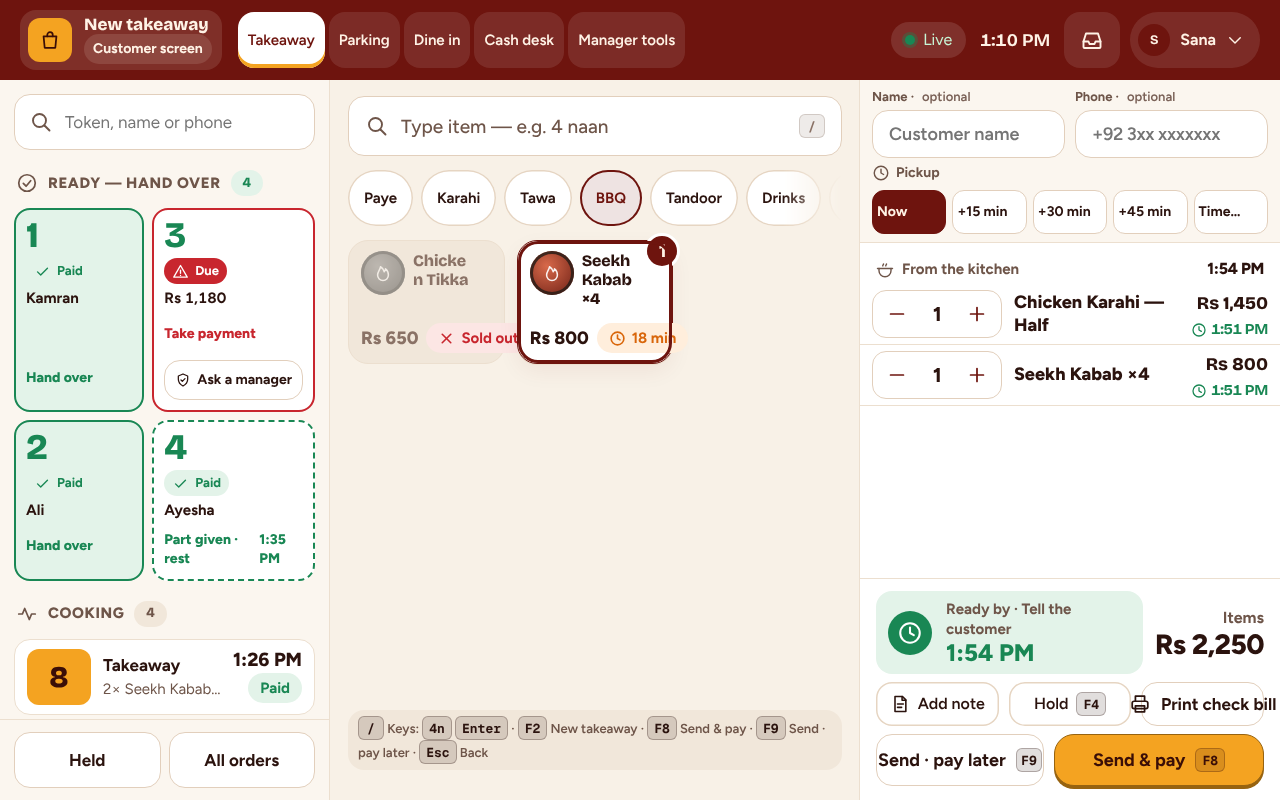 New takeaway
Customer screen
Takeaway
Parking
Dine in
Cash desk
Manager tools
Live
1:10 PM
S
Sana
Token, name or phone
READY — HAND OVER 4
1
Paid
Kamran
Hand over
3
Due
Rs 1,180
Take payment
Ask a manager
2
Paid
Ali
Hand over
4
Paid
Ayesha
Part given · rest
1:35 PM
COOKING 4
8
Takeaway
2× Seekh Kabab...
1:26 PM
Paid
Held
All orders
Type item — e.g. 4 naan
/
Paye
Karahi
Tawa
BBQ
Tandoor
Drinks
Chicke
n Tikka
Rs 650
Sold out
1
Seekh
Kabab
×4
Rs 800
18 min
/ Keys: 4n Enter · F2 New takeaway · F8 Send & pay · F9 Send ·
pay later · Esc Back
Name · optional
Customer name
Phone · optional
+92 3xx xxxxxxx
Pickup
Now
+15 min
+30 min
+45 min
Time...
From the kitchen
1:54 PM
− 1 +
Chicken Karahi —
Half
Rs 1,450
1:51 PM
− 1 +
Seekh Kabab ×4
Rs 800
1:51 PM
Ready by · Tell the
customer
1:54 PM
Items
Rs 2,250
Add note
Hold F4
Print check bill
Send · pay later F9
Send & pay F8